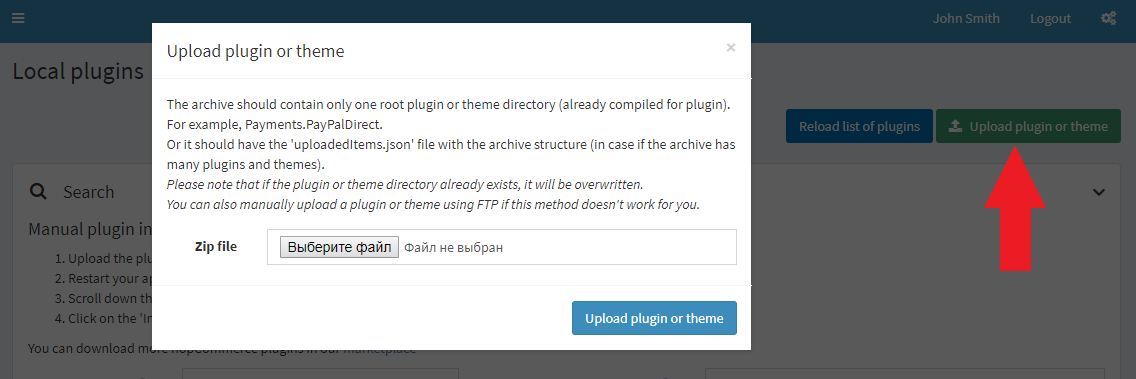 John Smith Logout
Upload plugin or theme ×
Local plugins
The archive should contain only one root plugin or theme directory (already compiled for plugin).
For example, Payments.PayPalDirect.
Reload list of plugins Upload plugin or theme
Or it should have the 'uploadedItems.json' file with the archive structure (in case if the archive has
many plugins and themes).
Please note that if the plugin or theme directory already exists, it will be overwritten.
You can also manually upload a plugin or theme using FTP if this method doesn't work for you.
Zip file Выберите файл Файл не выбран
Upload plugin or theme
Search
Manual plugin in
1. Upload the plu
2. Restart your ap
3. Scroll down th
4. Click on the 'In
You can download more nopCommerce plugins in our marketplace